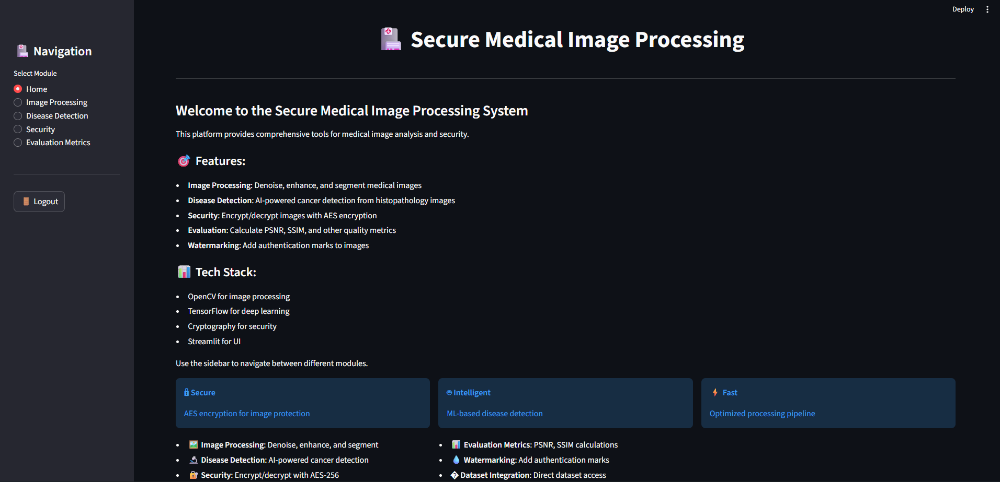 Deploy
Secure Medical Image Processing
Navigation
Select Module
Home
Image Processing
Disease Detection
Security
Evaluation Metrics
Logout
Welcome to the Secure Medical Image Processing System
This platform provides comprehensive tools for medical image analysis and security.
Features:
• Image Processing: Denoise, enhance, and segment medical images
• Disease Detection: AI-powered cancer detection from histopathology images
• Security: Encrypt/decrypt images with AES encryption
• Evaluation: Calculate PSNR, SSIM, and other quality metrics
• Watermarking: Add authentication marks to images
Tech Stack:
• OpenCV for image processing
• TensorFlow for deep learning
• Cryptography for security
• Streamlit for UI
Use the sidebar to navigate between different modules.
Secure
AES encryption for image protection
Intelligent
ML-based disease detection
Fast
Optimized processing pipeline
• Image Processing: Denoise, enhance, and segment
• Disease Detection: AI-powered cancer detection
• Security: Encrypt/decrypt with AES-256
• Evaluation Metrics: PSNR, SSIM calculations
• Watermarking: Add authentication marks
• � Dataset Integration: Direct dataset access